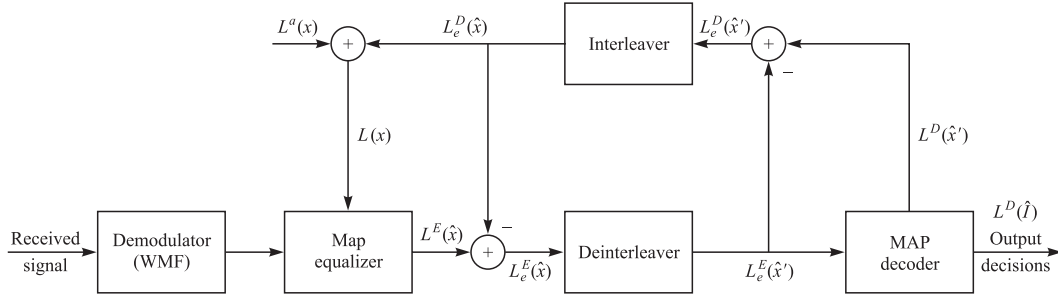 L^a(x)
+
L_e^D(x̂)
Interleaver
L_e^D(x̂′)
+
−
L(x)
L^D(x̂′)
Received
signal
Demodulator
(WMF)
Map
equalizer
L^E(x̂)
−
+
L_e^E(x̂)
Deinterleaver
L_e^E(x̂′)
MAP
decoder
L^D(Î)
Output
decisions